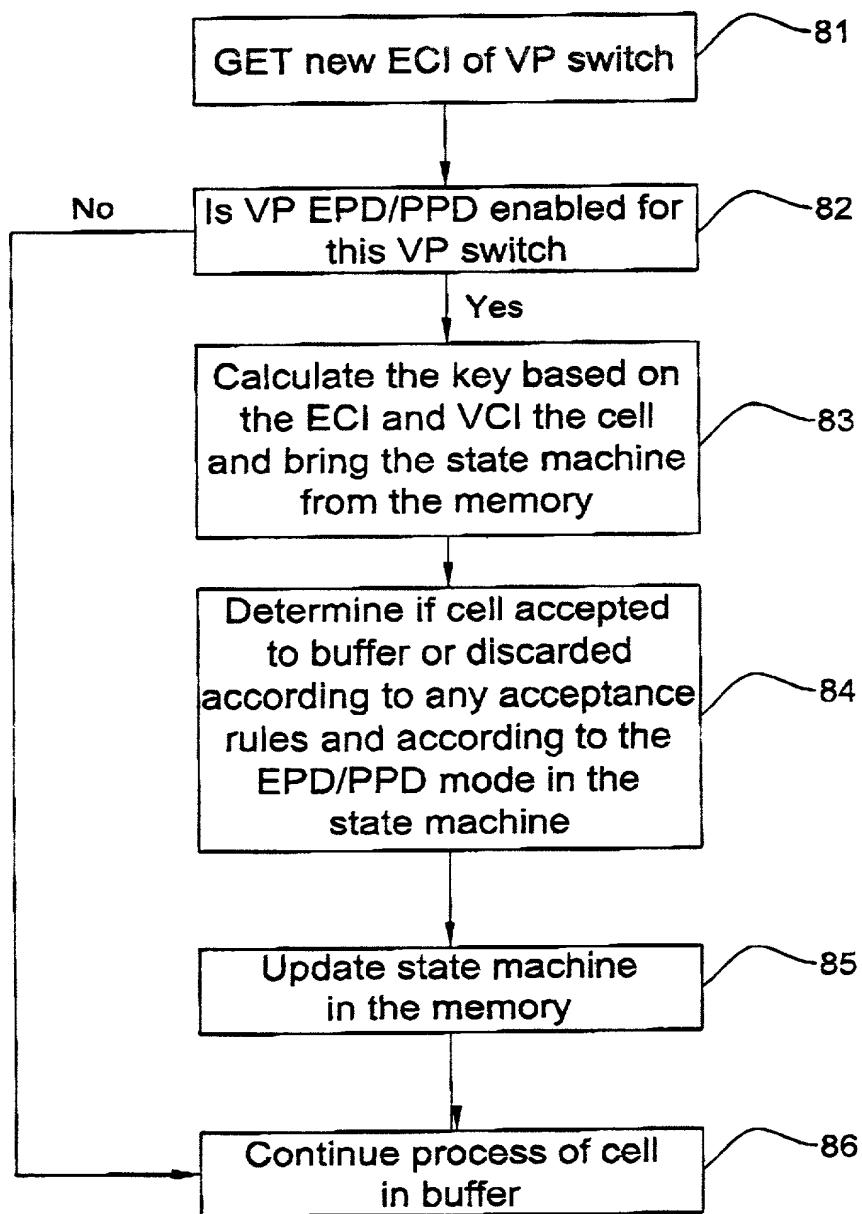 81
GET new ECI of VP switch
No
Is VP EPD/PPD enabled for
this VP switch
82
Yes
Calculate the key based on
the ECI and VCI the cell
and bring the state machine
from the memory
83
Determine if cell accepted
to buffer or discarded
according to any acceptance
rules and according to the
EPD/PPD mode in the
state machine
84
Update state machine
in the memory
85
Continue process of cell
in buffer
86